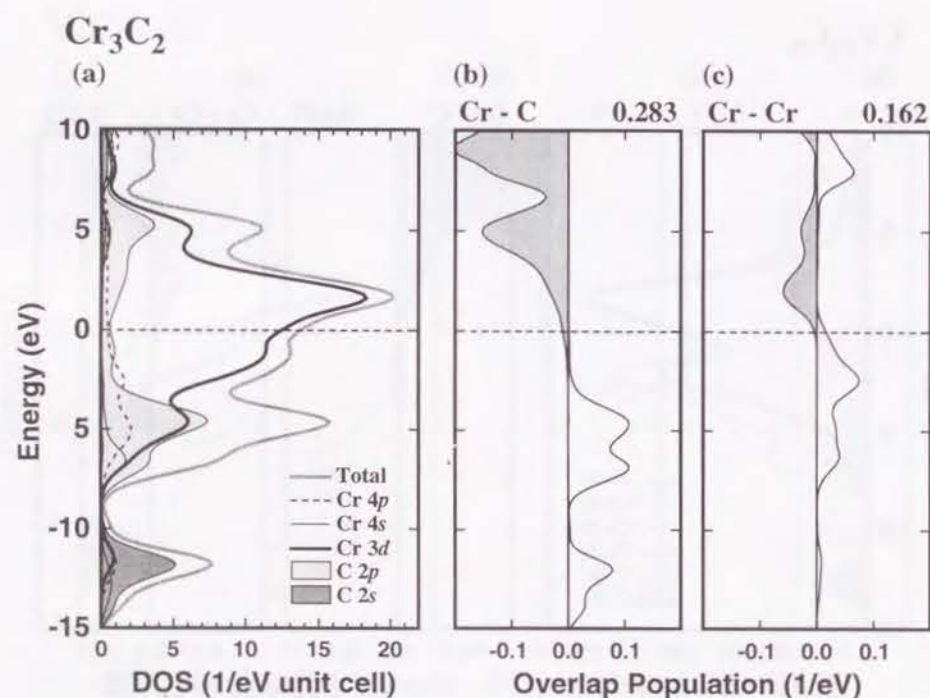 Cr3C2
(a)
(b)
(c)
Cr - C 0.283
Cr - Cr 0.162
10
5
0
5
-10
-15
Energy (eV)
Total
Cr 4p
Cr 4s
Cr 3d
C 2p
C 2s
0 5 10 15 20
-0.1 0.0 0.1
-0.1 0.0 0.1
DOS (1/eV unit cell)
Overlap Population (1/eV)